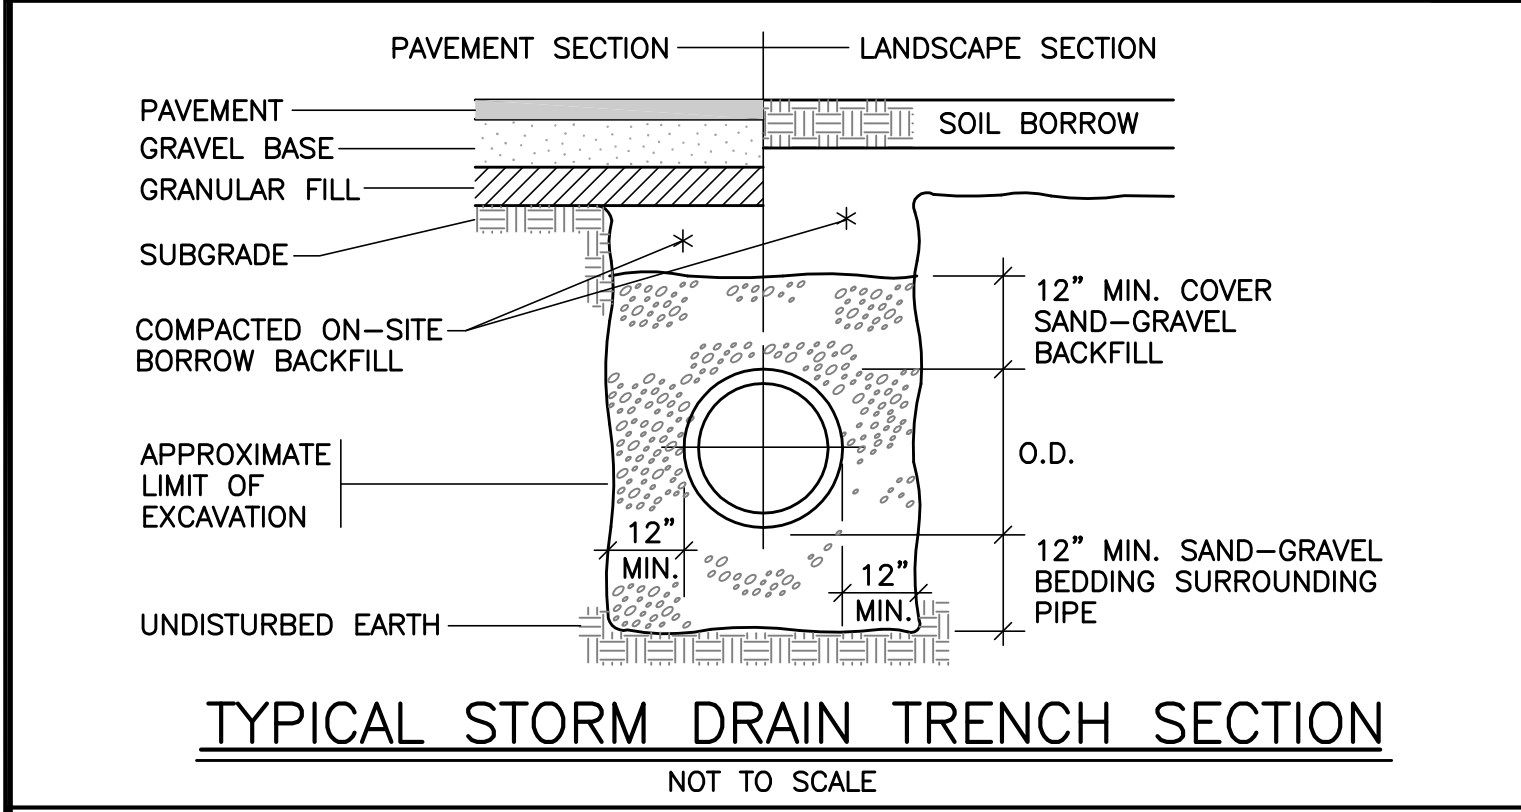 PAVEMENT SECTION
LANDSCAPE SECTION
PAVEMENT
GRAVEL BASE
GRANULAR FILL
SUBGRADE
SOIL BORROW
COMPACTED ON-SITE
BORROW BACKFILL
12" MIN. COVER
SAND-GRAVEL
BACKFILL
APPROXIMATE
LIMIT OF
EXCAVATION
O.D.
12"
MIN.
12"
MIN.
12" MIN. SAND-GRAVEL
BEDDING SURROUNDING
PIPE
UNDISTURBED EARTH
TYPICAL STORM DRAIN TRENCH SECTION
NOT TO SCALE